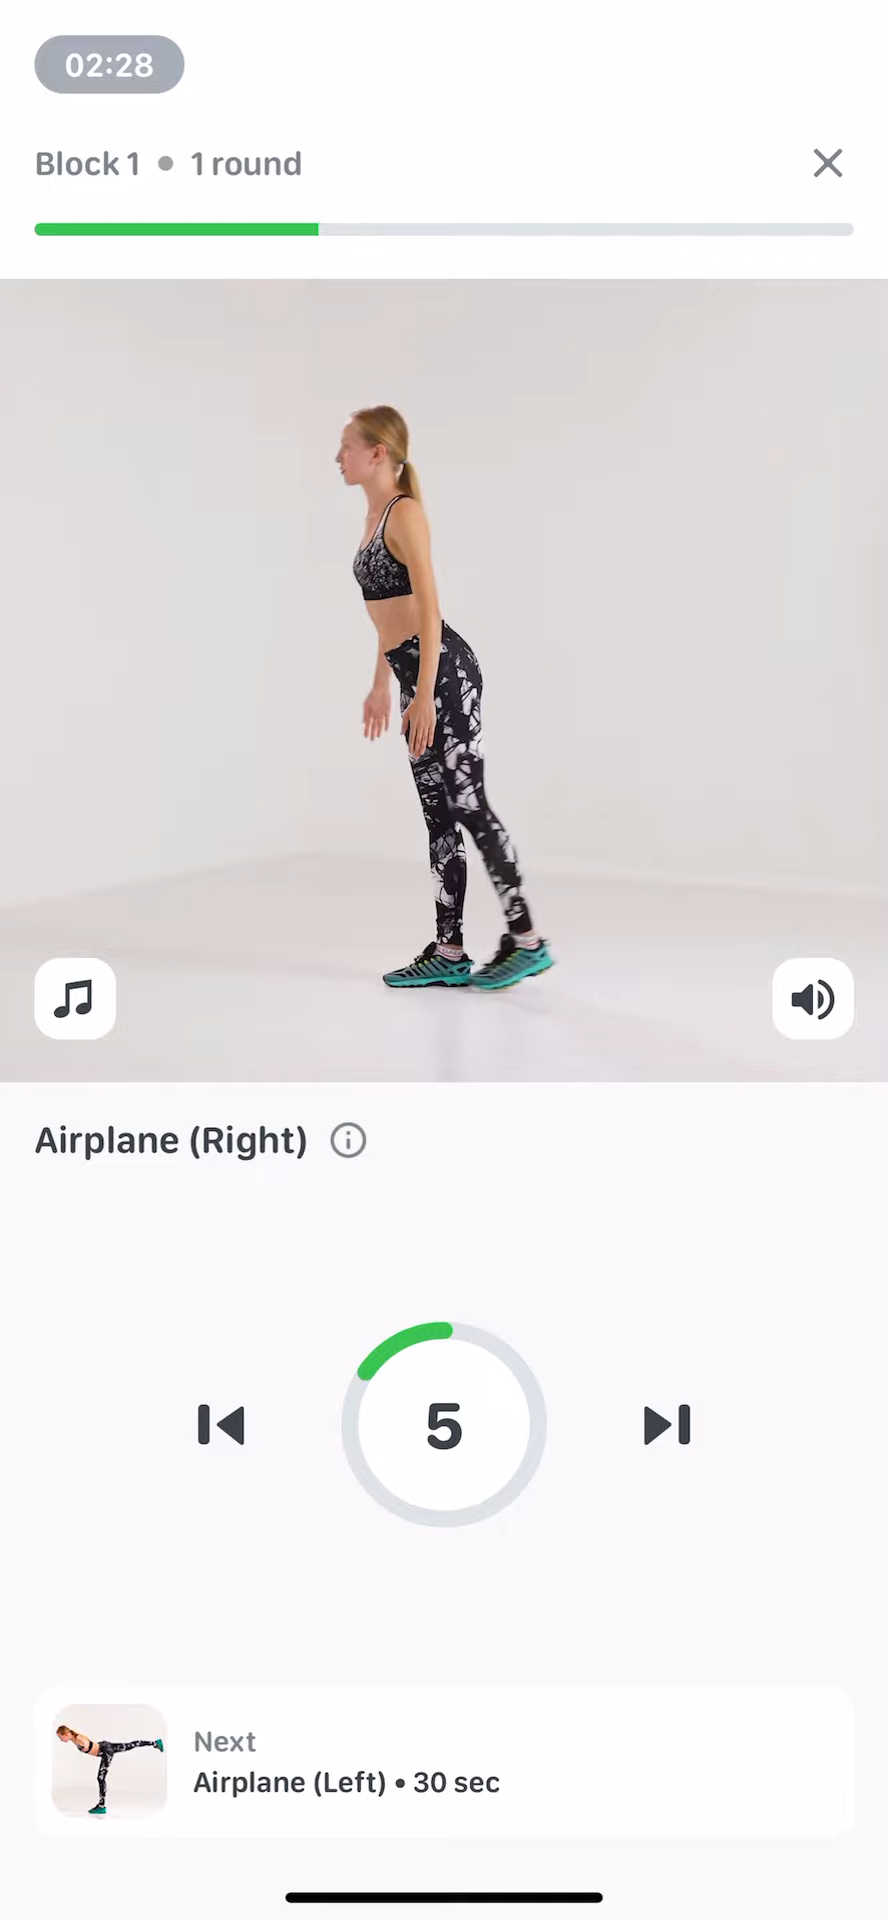 02:28
Block 1 • 1 round
Airplane (Right)
5
Next
Airplane (Left) • 30 sec